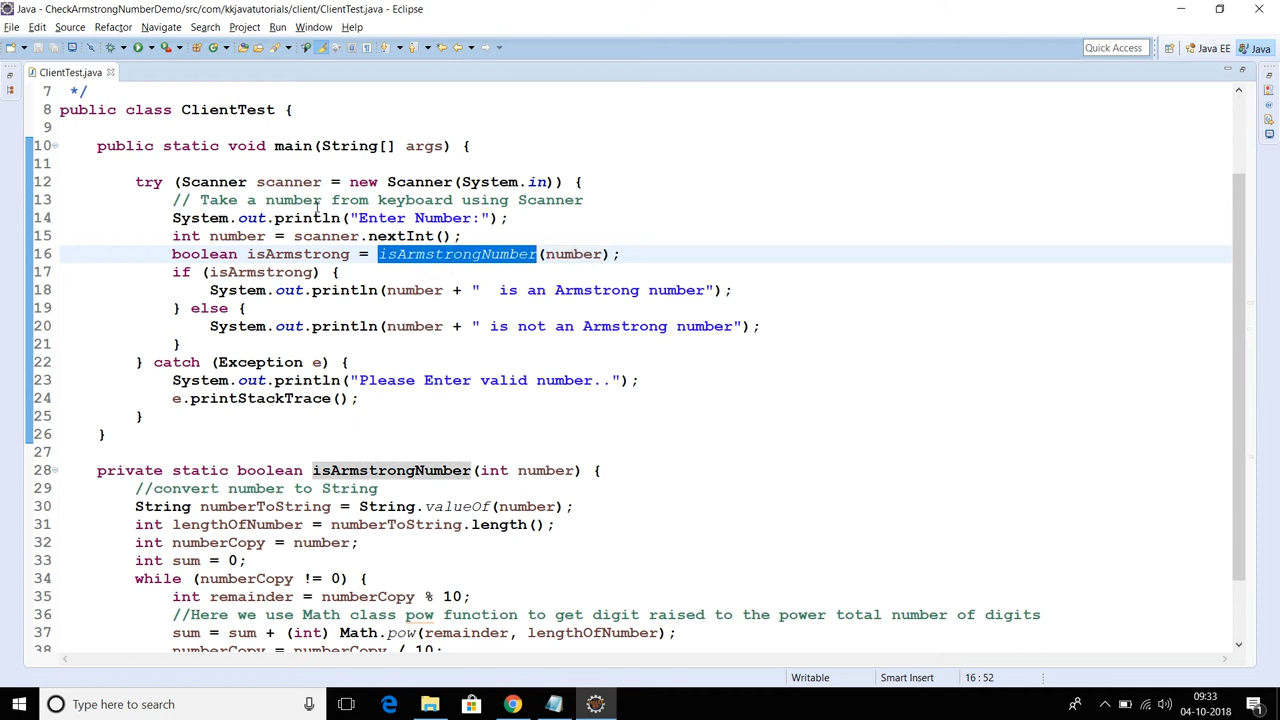 Java - CheckArmstrongNumberDemo/src/com/kkjavatutorials/client/ClientTest.java - Eclipse
File Edit Source Refactor Navigate Search Project Run Window Help
Quick Access Java EE Java
ClientTest.java
7 */
8 public class ClientTest {
9
10 public static void main(String[] args) {
11
12 try (Scanner scanner = new Scanner(System.in)) {
13 // Take a number from keyboard using Scanner
14 System.out.println("Enter Number:");
15 int number = scanner.nextInt();
16 boolean isArmstrong = isArmstrongNumber(number);
17 if (isArmstrong) {
18 System.out.println(number + "  is an Armstrong number");
19 } else {
20 System.out.println(number + " is not an Armstrong number");
21 }
22 } catch (Exception e) {
23 System.out.println("Please Enter valid number..");
24 e.printStackTrace();
25 }
26 }
27
28 private static boolean isArmstrongNumber(int number) {
29 //convert number to String
30 String numberToString = String.valueOf(number);
31 int lengthOfNumber = numberToString.length();
32 int numberCopy = number;
33 int sum = 0;
34 while (numberCopy != 0) {
35 int remainder = numberCopy % 10;
36 //Here we use Math class pow function to get digit raised to the power total number of digits
37 sum = sum + (int) Math.pow(remainder, lengthOfNumber);
38 numberCopy = numberCopy / 10;
Writable Smart Insert 16 : 52
Type here to search
09:33
04-10-2018